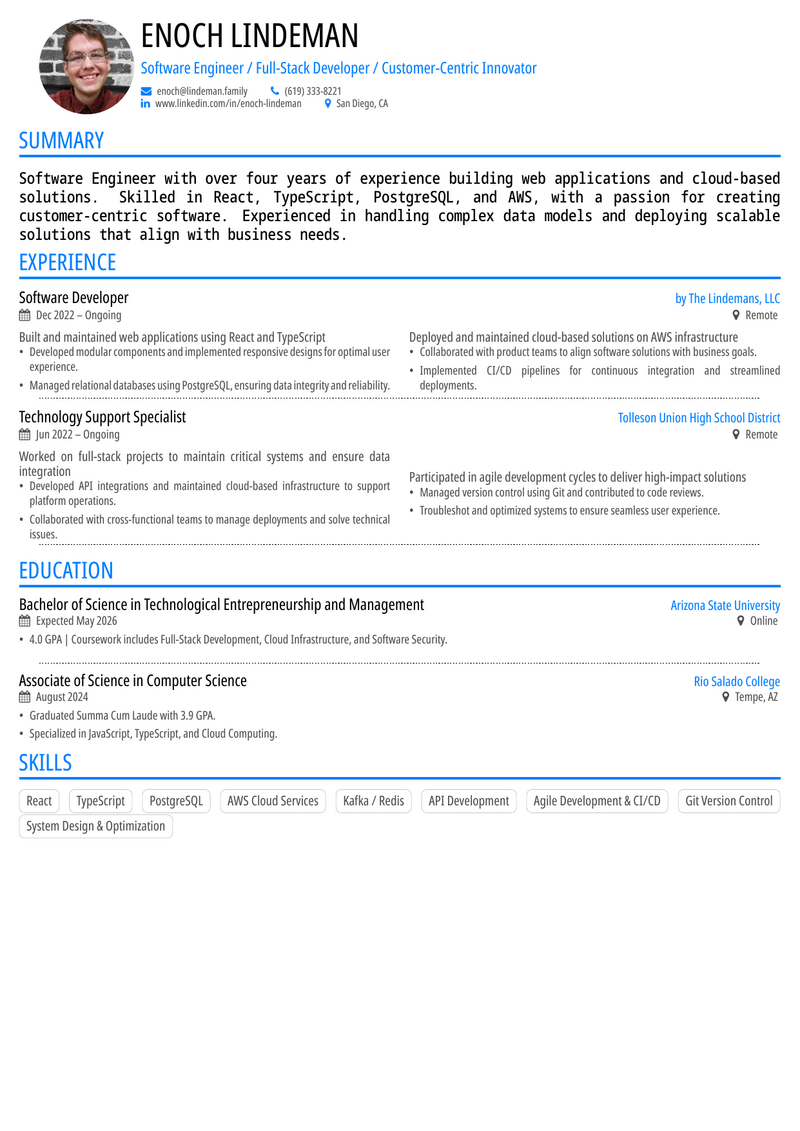 ENOCH LINDEMAN
Software Engineer / Full-Stack Developer / Customer-Centric Innovator
enoch@lindeman.family (619) 333-8221
www.linkedin.com/in/enoch-lindeman San Diego, CA
SUMMARY
Software Engineer with over four years of experience building web applications and cloud-based
solutions. Skilled in React, TypeScript, PostgreSQL, and AWS, with a passion for creating
customer-centric software. Experienced in handling complex data models and deploying scalable
solutions that align with business needs.
EXPERIENCE
Software Developer by The Lindemans, LLC
Dec 2022 – Ongoing Remote
Built and maintained web applications using React and TypeScript
• Developed modular components and implemented responsive designs for optimal user
experience.
• Managed relational databases using PostgreSQL, ensuring data integrity and reliability.
Deployed and maintained cloud-based solutions on AWS infrastructure
• Collaborated with product teams to align software solutions with business goals.
• Implemented CI/CD pipelines for continuous integration and streamlined
deployments.
Technology Support Specialist Tolleson Union High School District
Jun 2022 – Ongoing Remote
Worked on full-stack projects to maintain critical systems and ensure data
integration
• Developed API integrations and maintained cloud-based infrastructure to support
platform operations.
• Collaborated with cross-functional teams to manage deployments and solve technical
issues.
Participated in agile development cycles to deliver high-impact solutions
• Managed version control using Git and contributed to code reviews.
• Troubleshot and optimized systems to ensure seamless user experience.
EDUCATION
Bachelor of Science in Technological Entrepreneurship and Management Arizona State University
Expected May 2026 Online
• 4.0 GPA | Coursework includes Full-Stack Development, Cloud Infrastructure, and Software Security.
Associate of Science in Computer Science Rio Salado College
August 2024 Tempe, AZ
• Graduated Summa Cum Laude with 3.9 GPA.
• Specialized in JavaScript, TypeScript, and Cloud Computing.
SKILLS
React TypeScript PostgreSQL AWS Cloud Services Kafka / Redis API Development Agile Development & CI/CD Git Version Control
System Design & Optimization